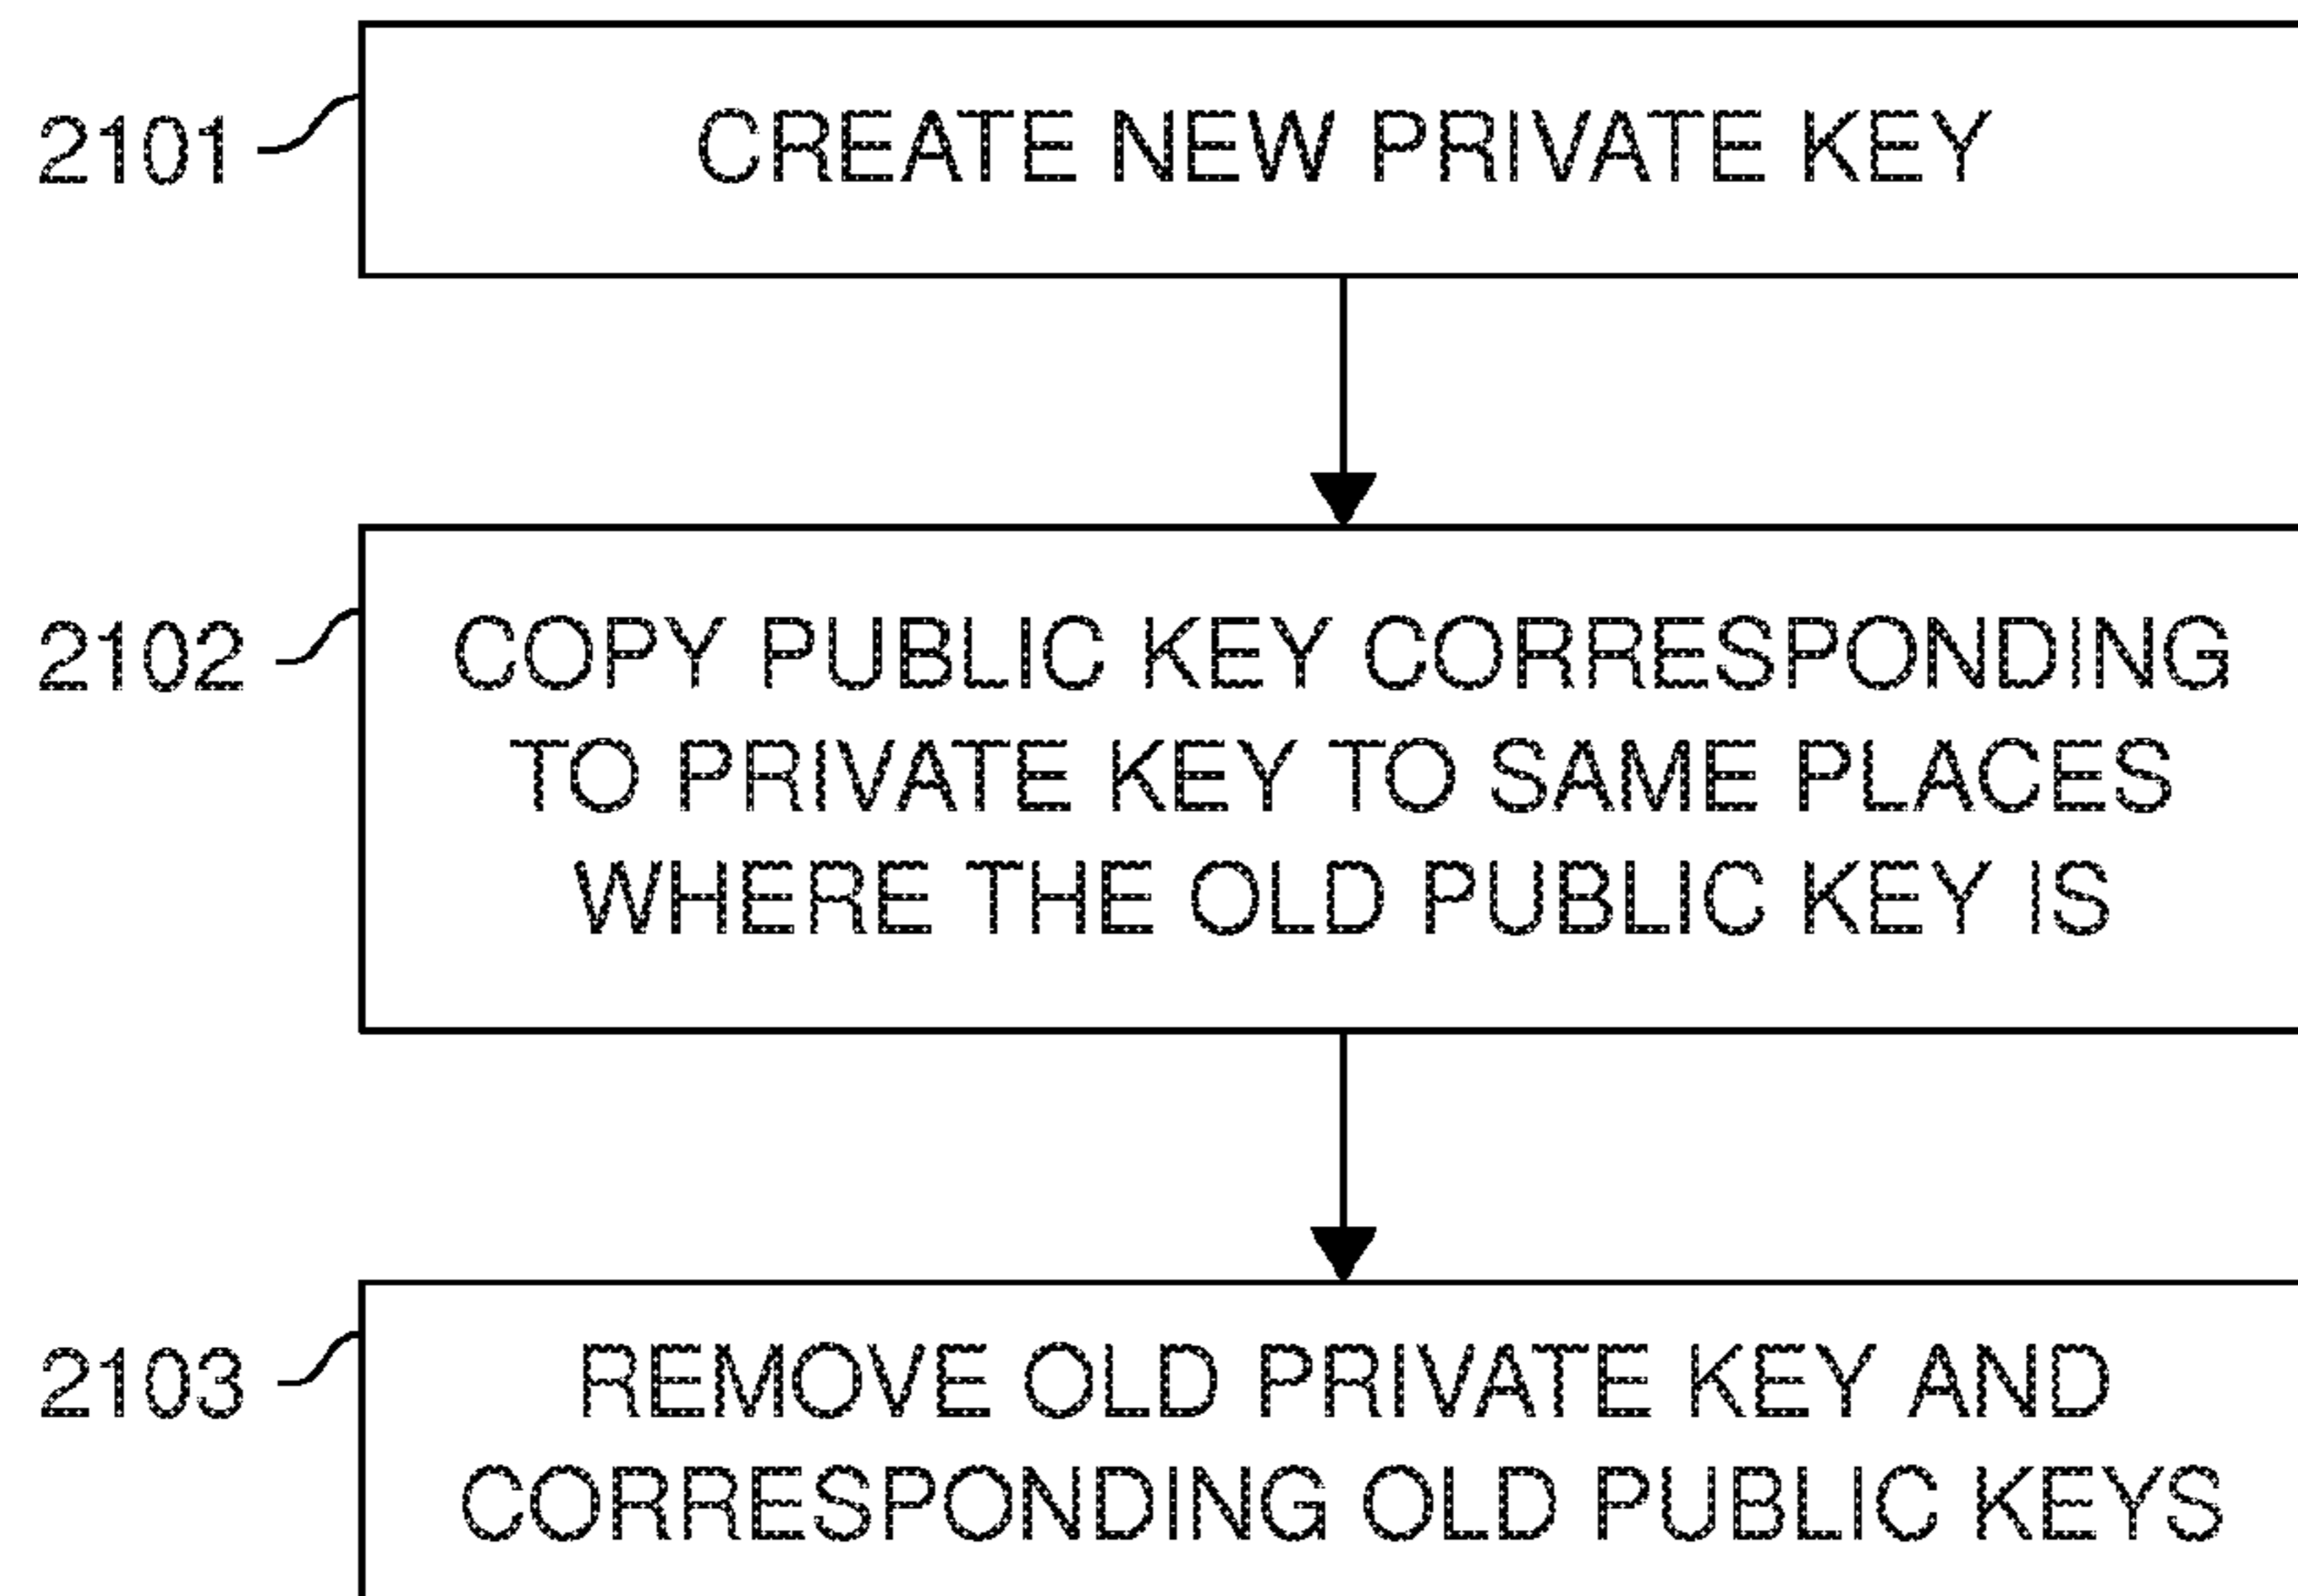 2101
CREATE NEW PRIVATE KEY
2102
COPY PUBLIC KEY CORRESPONDING
TO PRIVATE KEY TO SAME PLACES
WHERE THE OLD PUBLIC KEY IS
2103
REMOVE OLD PRIVATE KEY AND
CORRESPONDING OLD PUBLIC KEYS